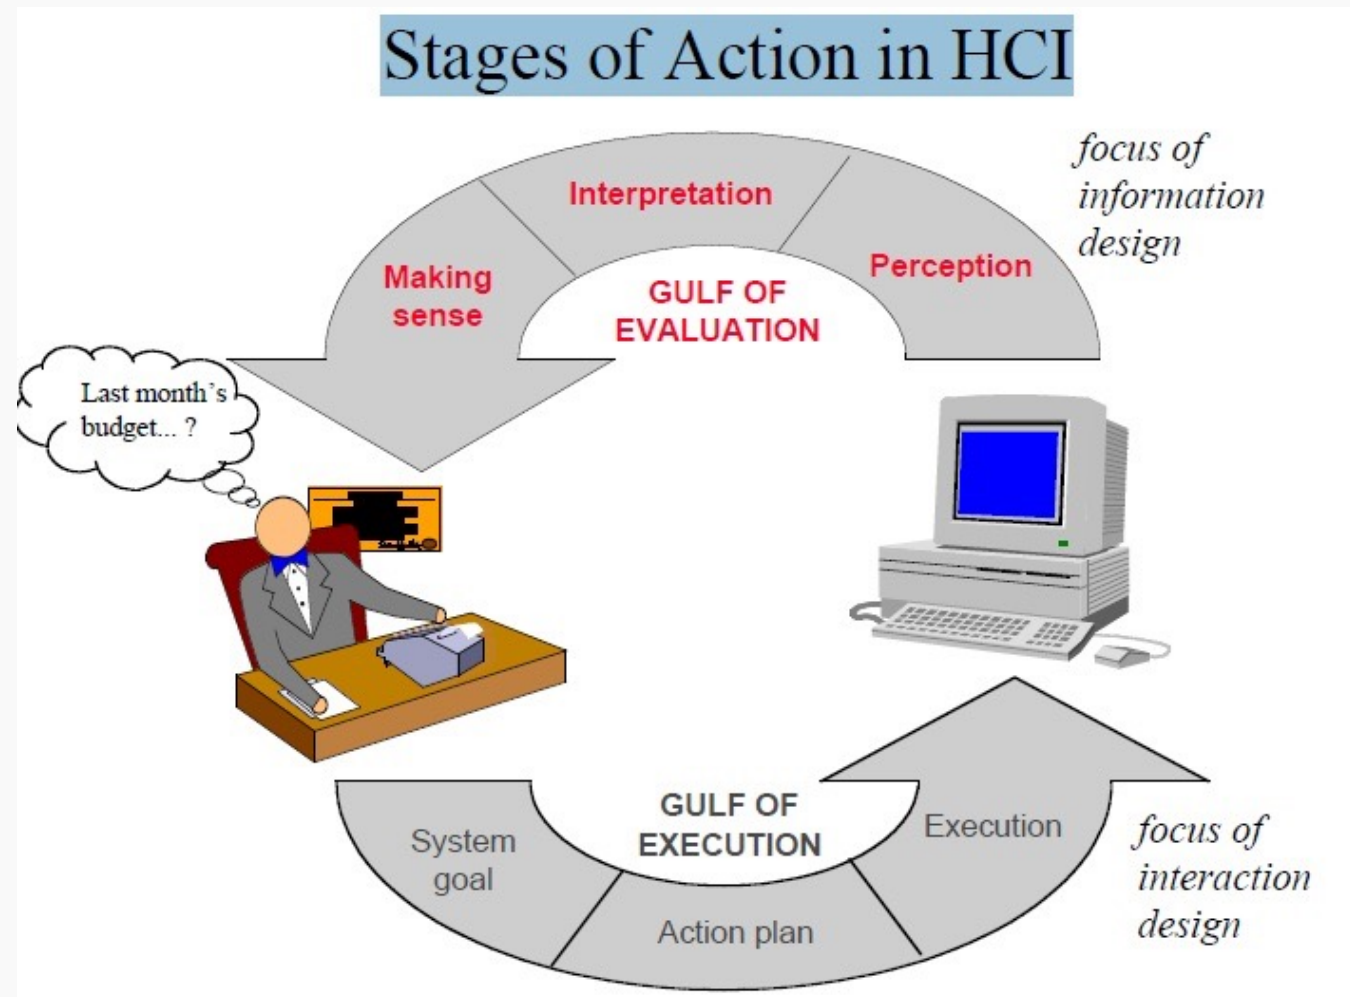 Stages of Action in HCI
focus of
information
design
Interpretation
Perception
Making
sense
GULF OF
EVALUATION
Last month’s
budget... ?
GULF OF
EXECUTION
System
goal
Action plan
Execution
focus of
interaction
design